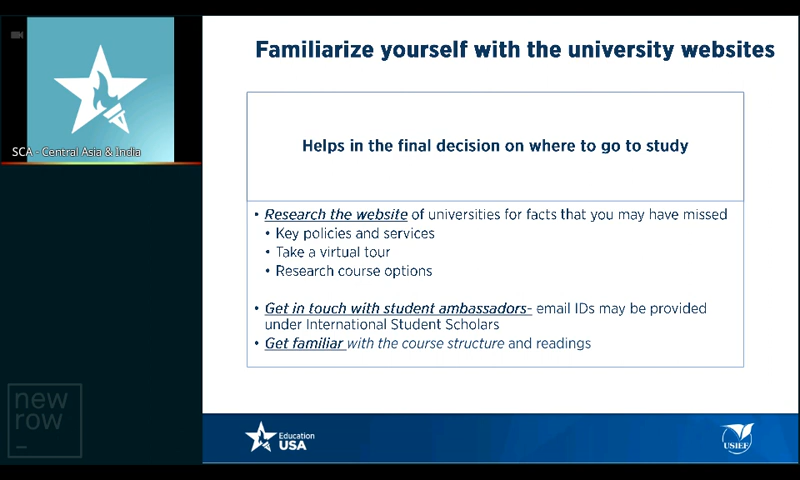 Familiarize yourself with the university websites
SCA - Central Asia & India
Helps in the final decision on where to go to study
• Research the website of universities for facts that you may have missed
• Key policies and services
• Take a virtual tour
• Research course options
• Get in touch with student ambassadors- email IDs may be provided
under International Student Scholars
• Get familiar with the course structure and readings
new
row
Education
USA
USIEF